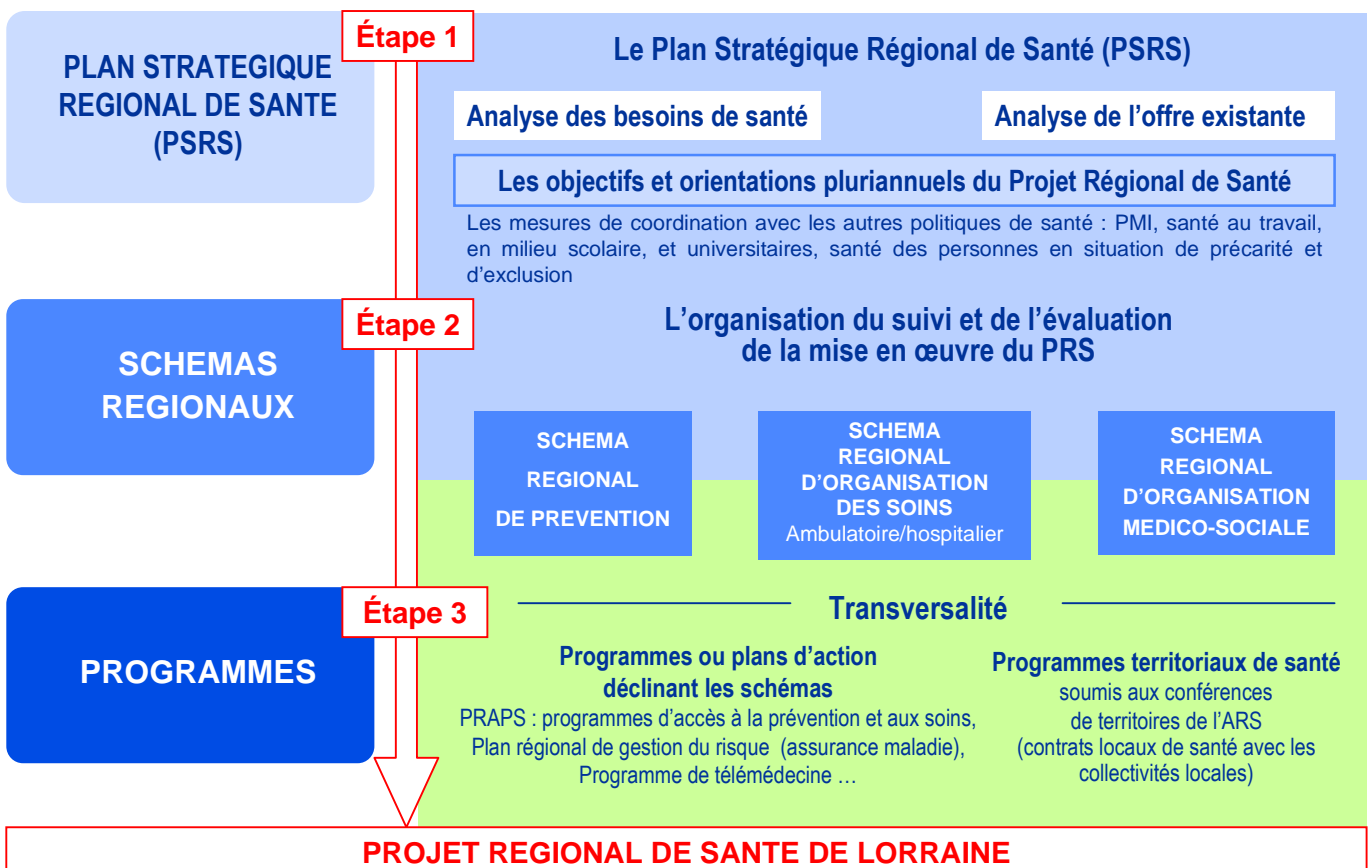 Étape 1
PLAN STRATEGIQUE
REGIONAL DE SANTE
(PSRS)
Le Plan Stratégique Régional de Santé (PSRS)
Analyse des besoins de santé
Analyse de l’offre existante
Les objectifs et orientations pluriannuels du Projet Régional de Santé
Les mesures de coordination avec les autres politiques de santé : PMI, santé au travail,
en milieu scolaire, et universitaires, santé des personnes en situation de précarité et
d’exclusion
Étape 2
SCHEMAS
REGIONAUX
L’organisation du suivi et de l’évaluation
de la mise en œuvre du PRS
SCHEMA
REGIONAL
DE PREVENTION
SCHEMA
REGIONAL
D’ORGANISATION
DES SOINS
Ambulatoire/hospitalier
SCHEMA
REGIONAL
D’ORGANISATION
MEDICO-SOCIALE
Étape 3
PROGRAMMES
Transversalité
Programmes ou plans d’action
déclinant les schémas
PRAPS : programmes d’accès à la prévention et aux soins,
Plan régional de gestion du risque (assurance maladie),
Programme de télémédecine …
Programmes territoriaux de santé
soumis aux conférences
de territoires de l’ARS
(contrats locaux de santé avec les
collectivités locales)
PROJET REGIONAL DE SANTE DE LORRAINE